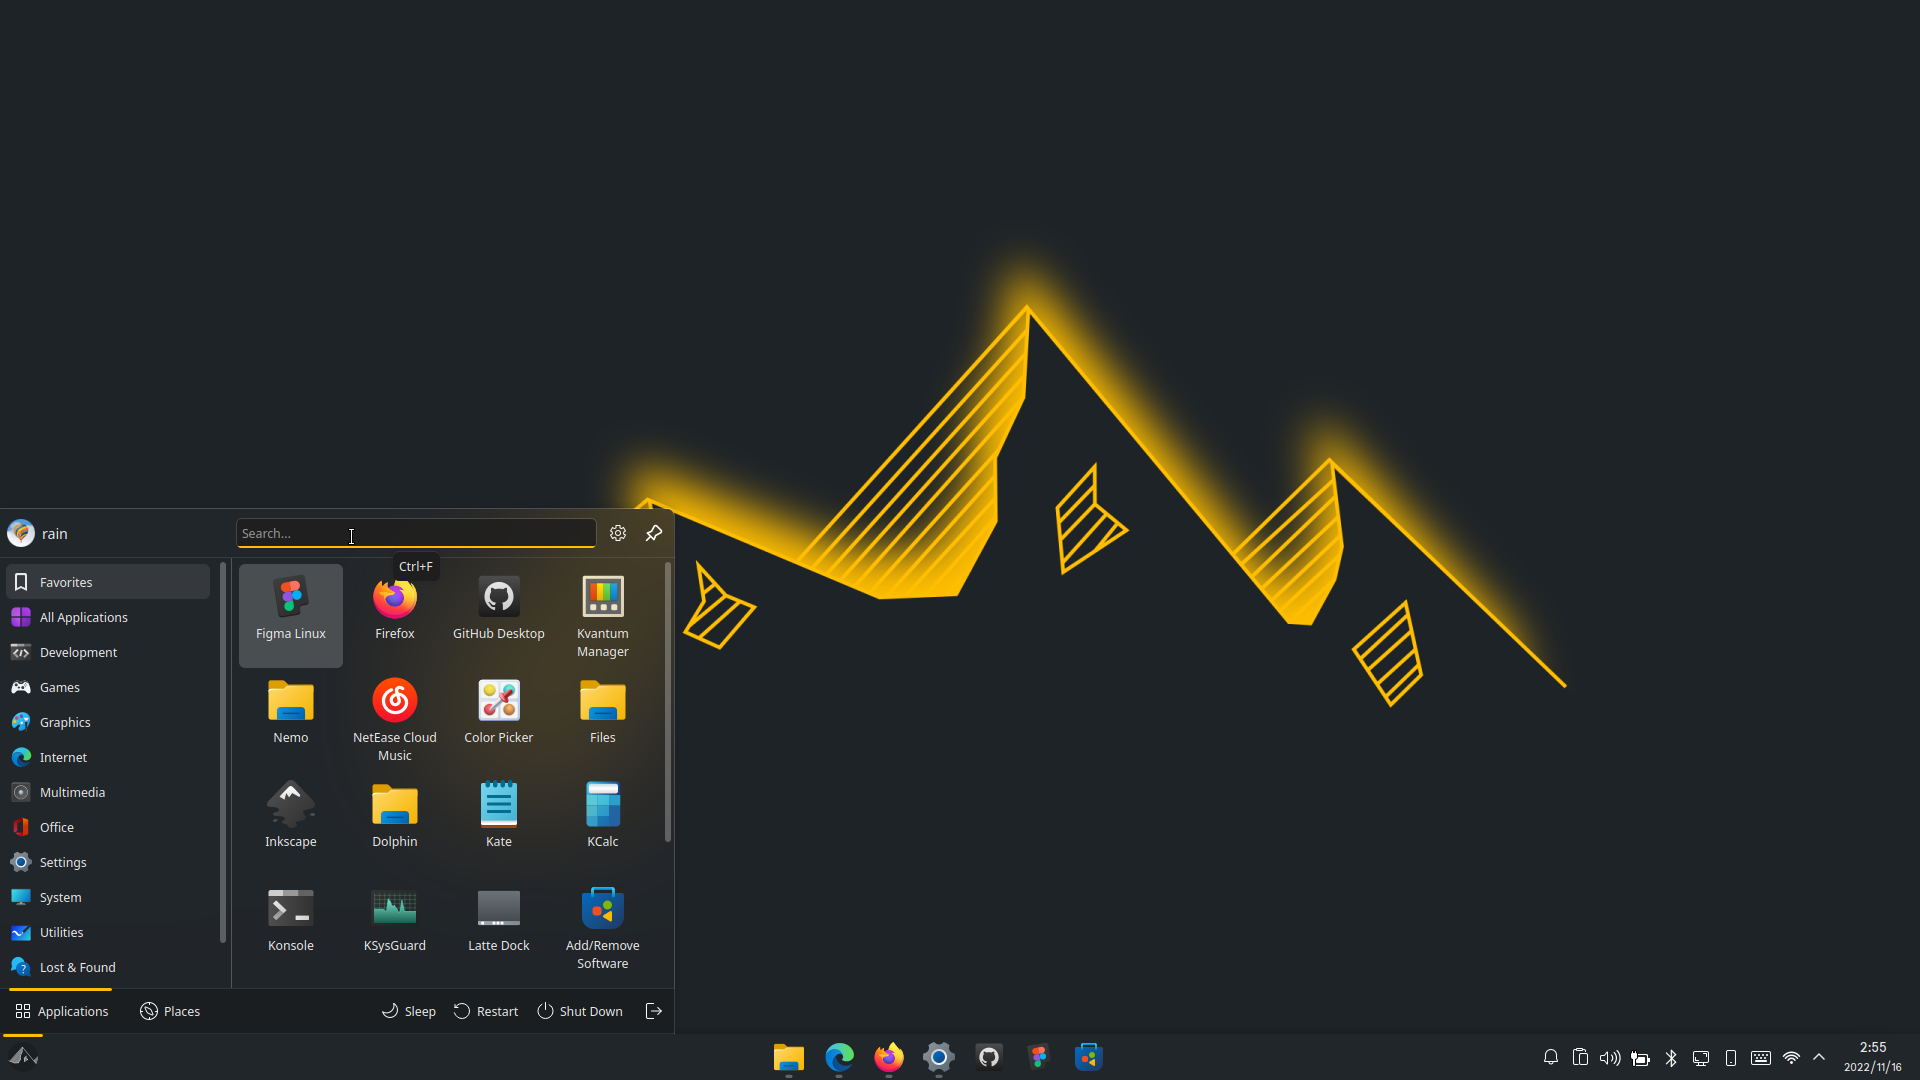 rain
Search...
Ctrl+F
Favorites
All Applications
Development
Games
Graphics
Internet
Multimedia
Office
Settings
System
Utilities
Lost & Found
Figma Linux
Firefox
GitHub Desktop
Kvantum
Manager
Nemo
NetEase Cloud
Music
Color Picker
Files
Inkscape
Dolphin
Kate
KCalc
Konsole
KSysGuard
Latte Dock
Add/Remove
Software
Applications
Places
Sleep
Restart
Shut Down
2:55
2022/11/16